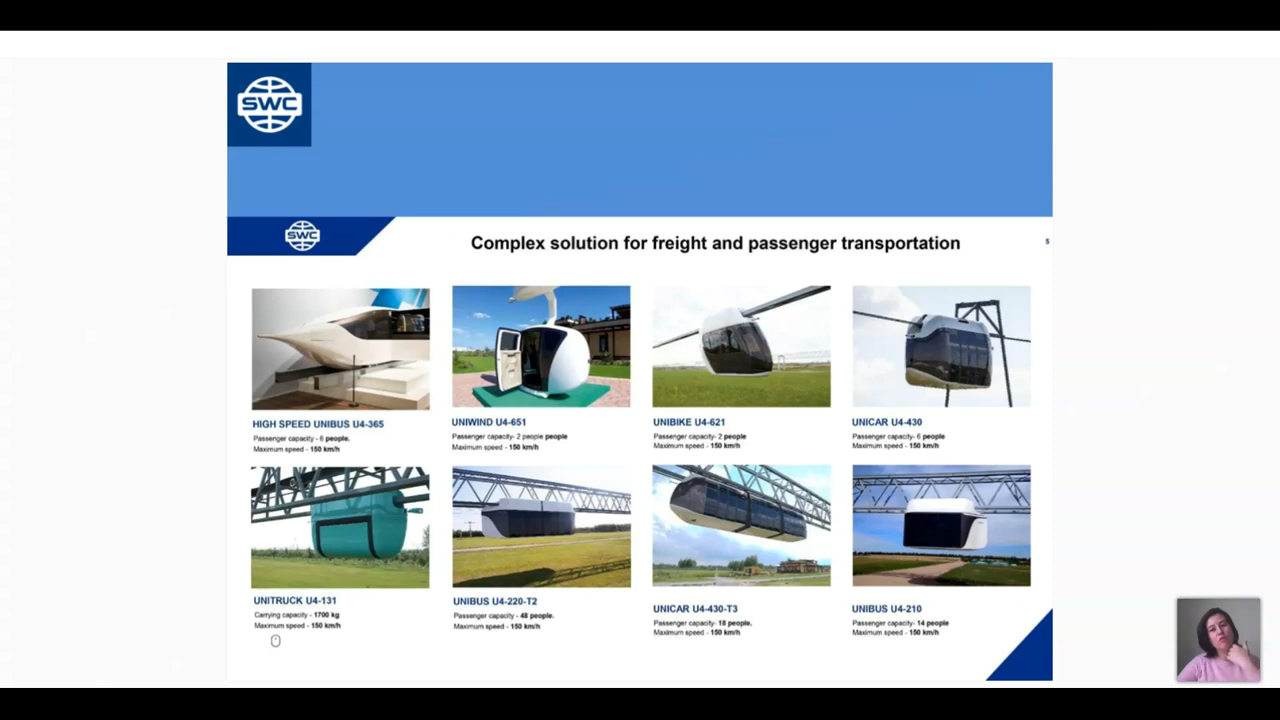 SWC
SWC
Complex solution for freight and passenger transportation
5
HIGH SPEED UNIBUS U4-365
Passenger capacity - 6 people.
Maximum speed - 150 km/h
UNIWIND U4-651
Passenger capacity- 2 people people
Maximum speed - 150 km/h
UNIBIKE U4-621
Passenger capacity- 2 people
Maximum speed - 150 km/h
UNICAR U4-430
Passenger capacity- 6 people
Maximum speed - 150 km/h
UNITRUCK U4-131
Carrying capacity - 1700 kg
Maximum speed - 150 km/h
UNIBUS U4-220-T2
Passenger capacity - 48 people.
Maximum speed - 150 km/h
UNICAR U4-430-T3
Passenger capacity - 18 people.
Maximum speed - 150 km/h
UNIBUS U4-210
Passenger capacity - 14 people
Maximum speed - 150 km/h